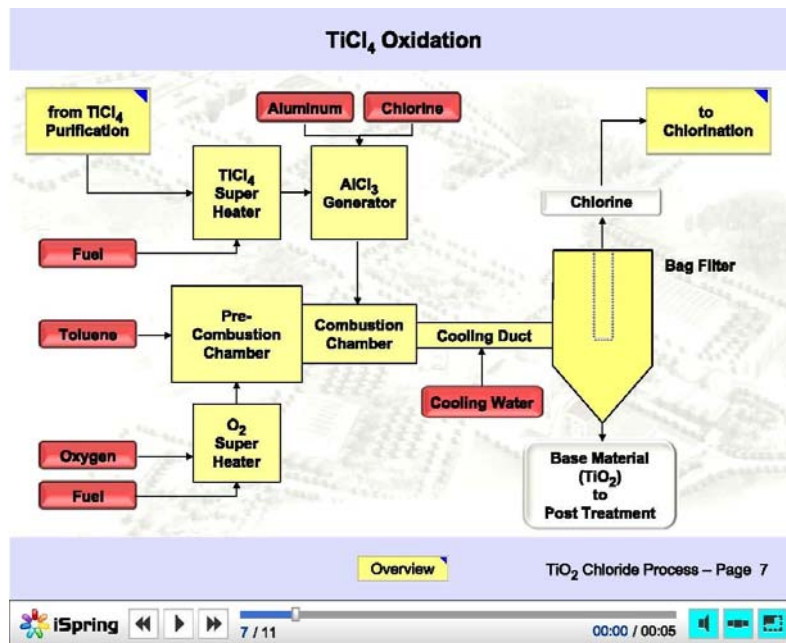 TiCl4 Oxidation
from TiCl4
Purification
Aluminum
Chlorine
to
Chlorination
TiCl4
Super
Heater
AlCl3
Generator
Chlorine
Fuel
Bag Filter
Toluene
Pre-
Combustion
Chamber
Combustion
Chamber
Cooling Duct
Cooling Water
O2
Super
Heater
Oxygen
Fuel
Base Material
(TiO2)
to
Post Treatment
Overview
TiO2 Chloride Process – Page 7
iSpring
7 / 11
00:00 / 00:05